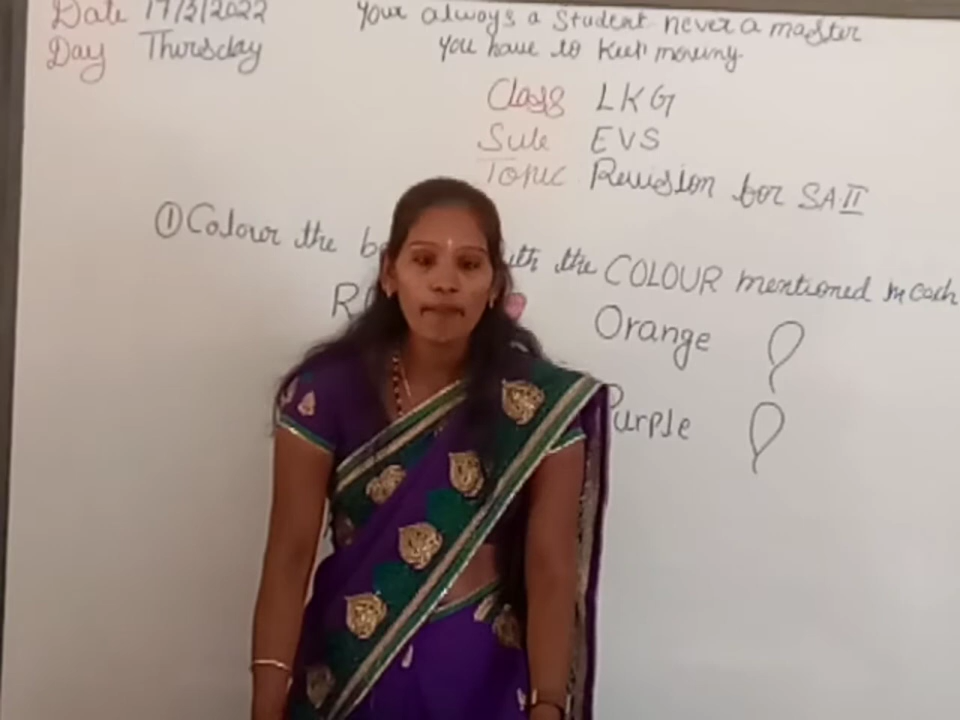 Date 17/3/2022
Day Thursday
Your always a Student never a master
you have to keep moving.
Class LKG
Sub EVS
Topic Revision for SA II
① Colour the with the COLOUR mentioned in each
Orange
Purple